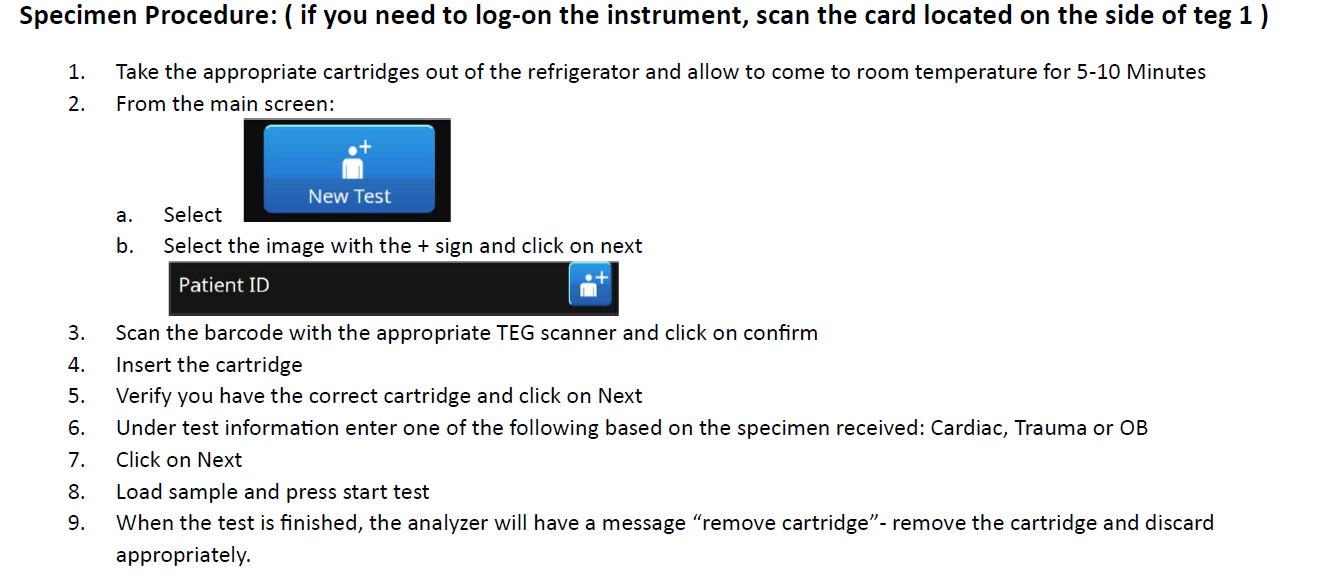 Specimen Procedure: ( if you need to log-on the instrument, scan the card located on the side of teg 1 )
1. Take the appropriate cartridges out of the refrigerator and allow to come to room temperature for 5-10 Minutes
2. From the main screen:
New Test
a. Select
b. Select the image with the + sign and click on next
Patient ID
3. Scan the barcode with the appropriate TEG scanner and click on confirm
4. Insert the cartridge
5. Verify you have the correct cartridge and click on Next
6. Under test information enter one of the following based on the specimen received: Cardiac, Trauma or OB
7. Click on Next
8. Load sample and press start test
9. When the test is finished, the analyzer will have a message “remove cartridge”- remove the cartridge and discard
appropriately.